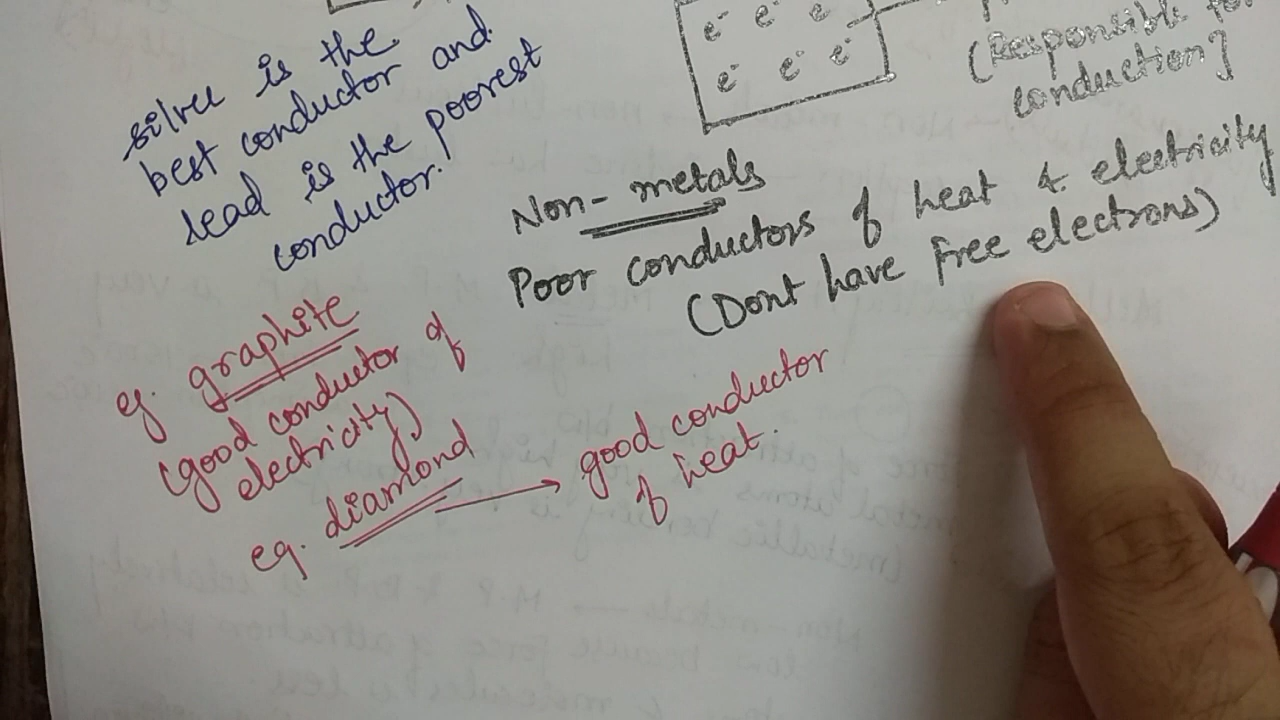 silver is the
best conductor and
lead is the poorest
conductor.
e⁻ e⁻ e⁻
e⁻ e⁻ e⁻
(Responsible for
conduction]
Non-metals
Poor conductors of heat & electricity
(Dont have free electrons)
eg. graphite
(good conductor of
electricity)
eg. diamond → good conductor
of heat.